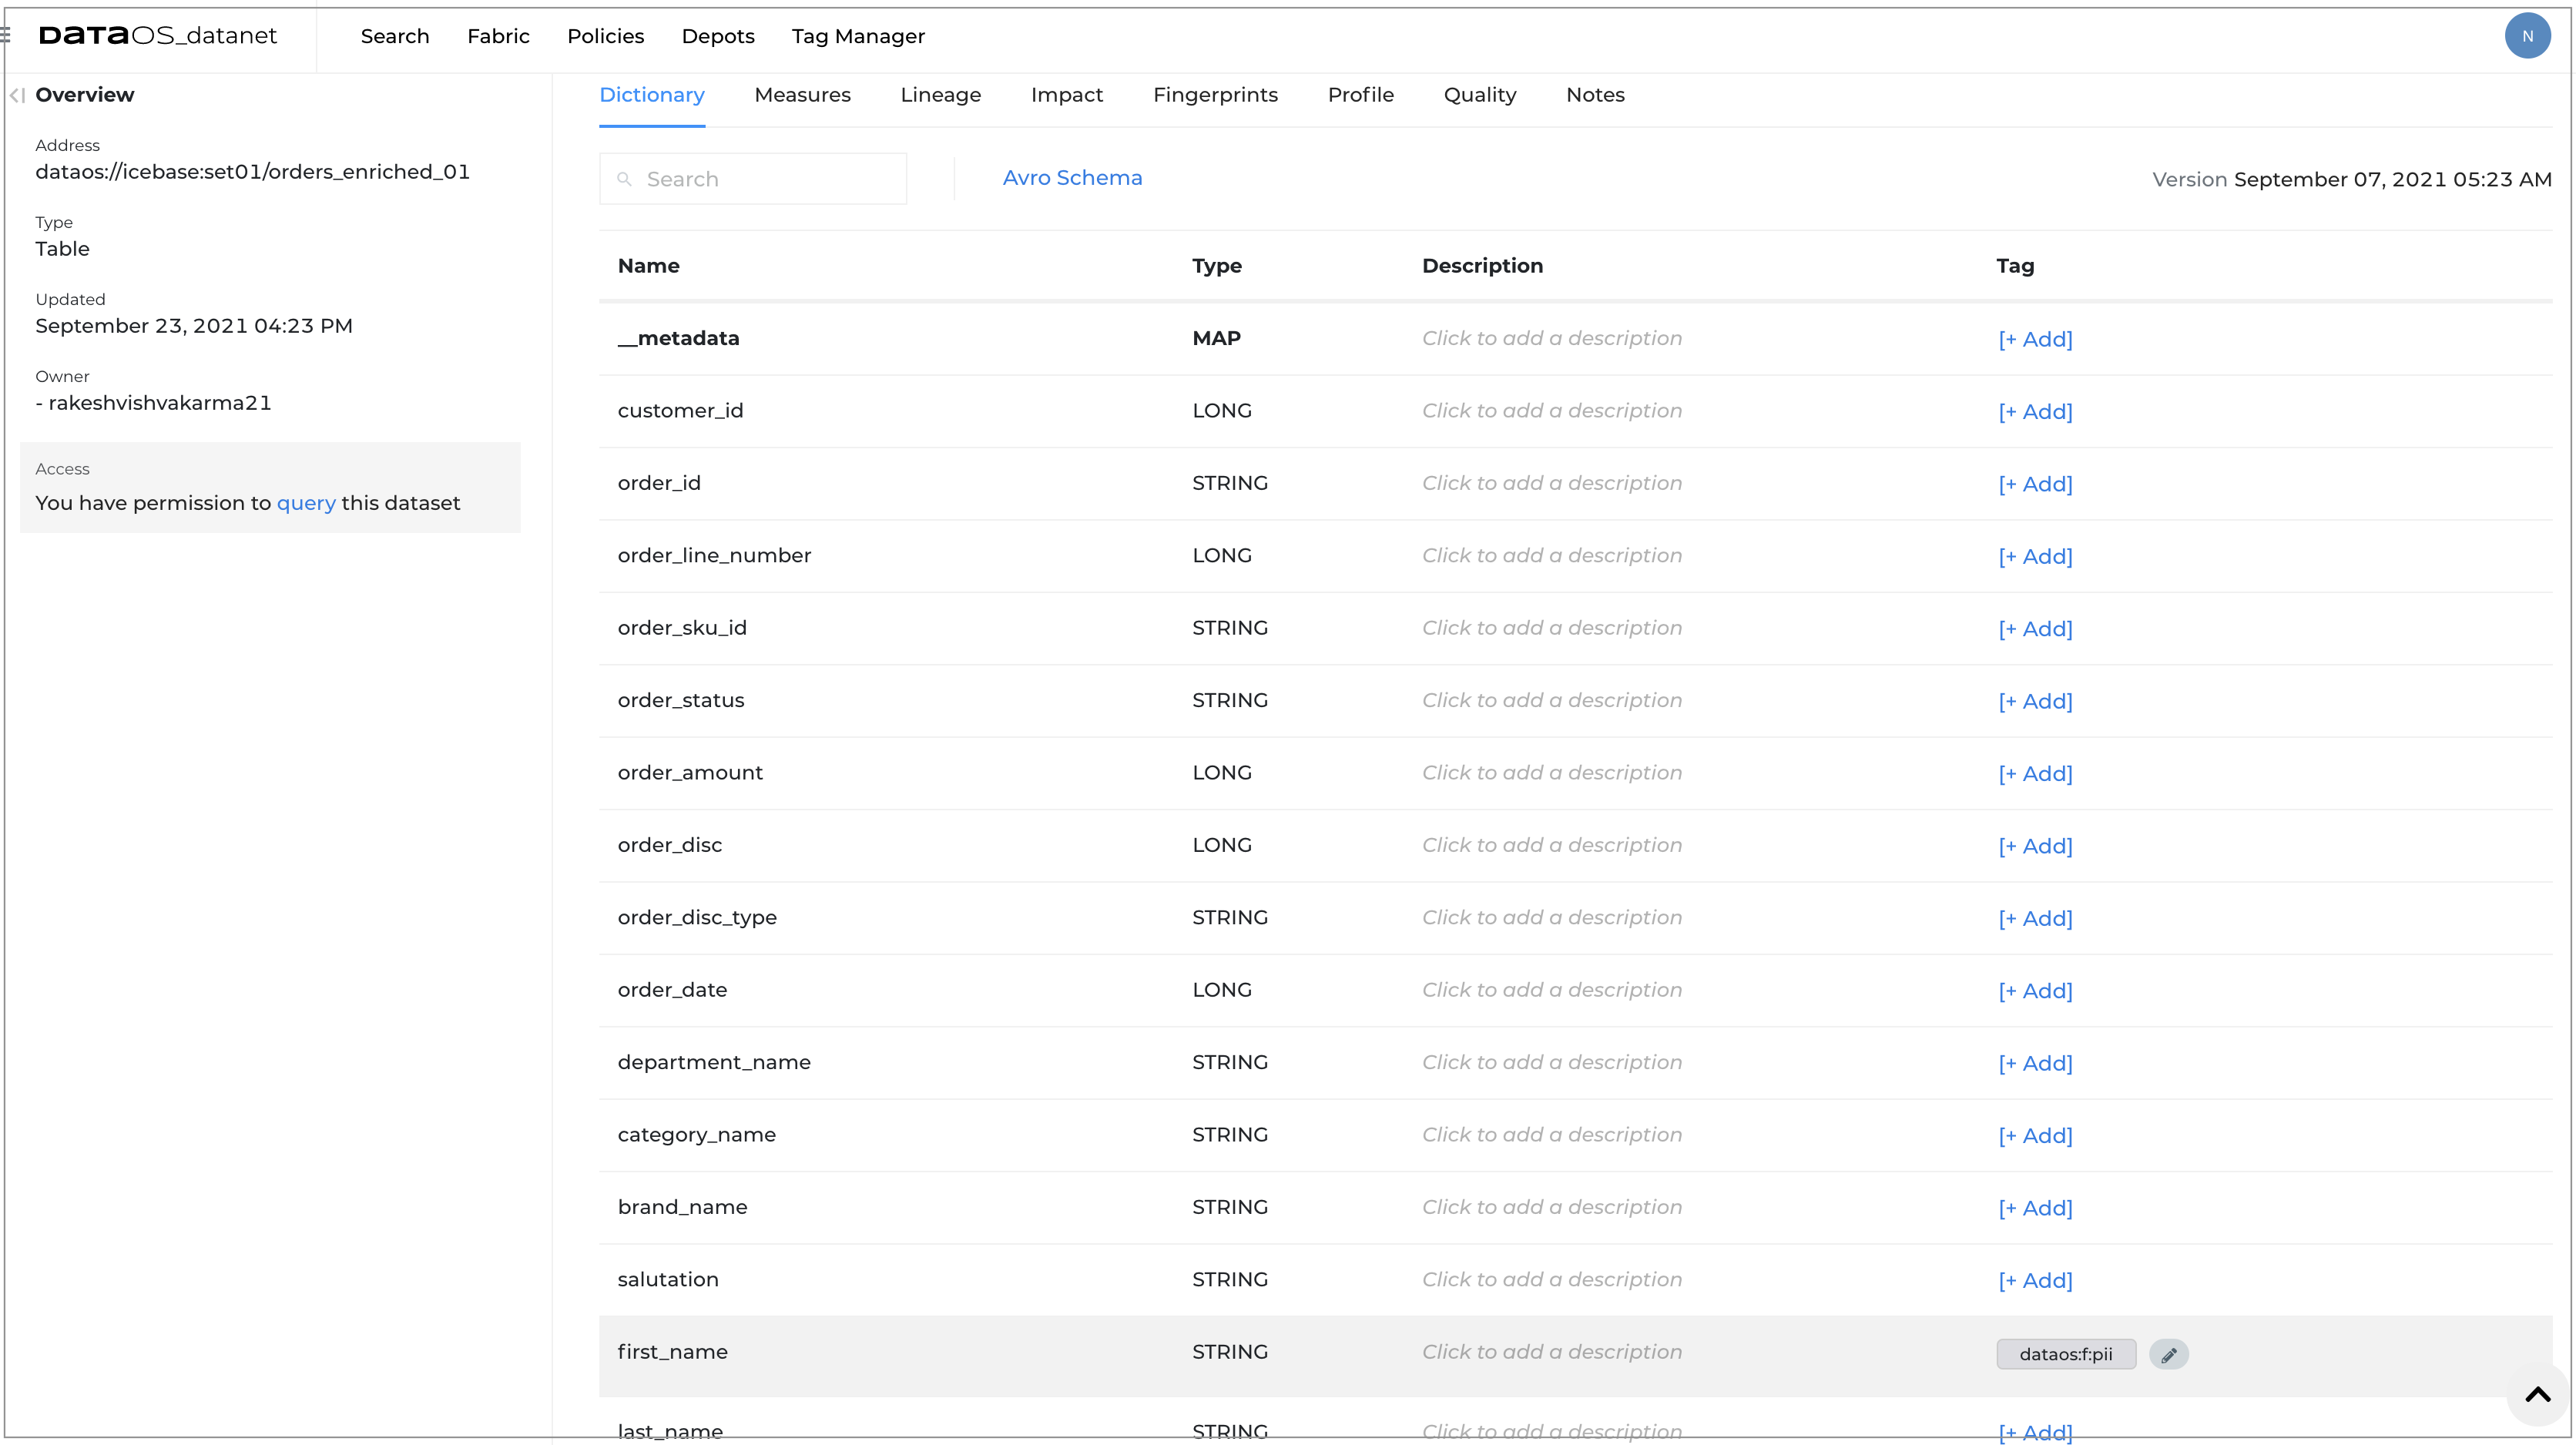 DATAOS_datanet Search Fabric Policies Depots Tag Manager N
Overview
Address
dataos://icebase:set01/orders_enriched_01
Type
Table
Updated
September 23, 2021 04:23 PM
Owner
- rakeshvishvakarma21
Access
You have permission to query this dataset
Dictionary Measures Lineage Impact Fingerprints Profile Quality Notes
Search Avro Schema Version September 07, 2021 05:23 AM
Name Type Description Tag
__metadata MAP Click to add a description [+ Add]
customer_id LONG Click to add a description [+ Add]
order_id STRING Click to add a description [+ Add]
order_line_number LONG Click to add a description [+ Add]
order_sku_id STRING Click to add a description [+ Add]
order_status STRING Click to add a description [+ Add]
order_amount LONG Click to add a description [+ Add]
order_disc LONG Click to add a description [+ Add]
order_disc_type STRING Click to add a description [+ Add]
order_date LONG Click to add a description [+ Add]
department_name STRING Click to add a description [+ Add]
category_name STRING Click to add a description [+ Add]
brand_name STRING Click to add a description [+ Add]
salutation STRING Click to add a description [+ Add]
first_name STRING Click to add a description dataos:f:pii
last_name STRING Click to add a description [+ Add]